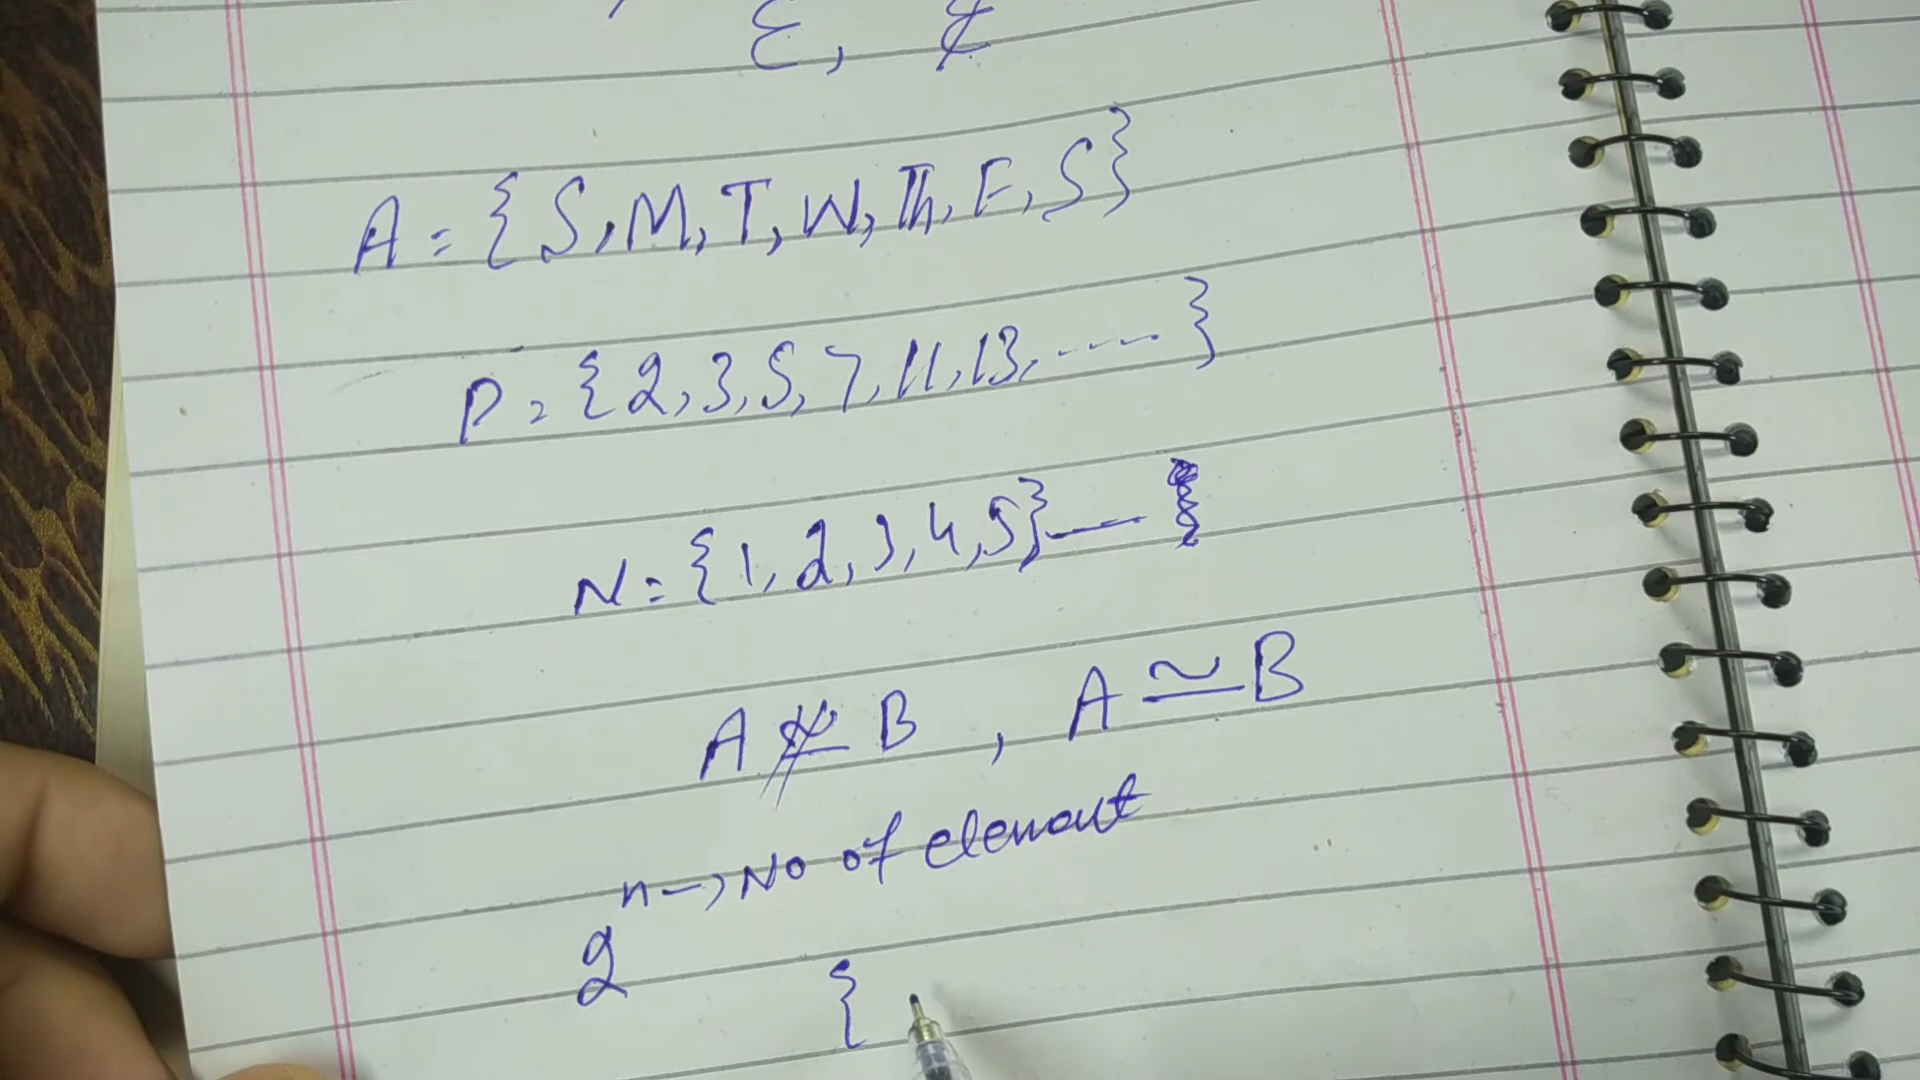 Ɛ, Ɛ̸
A = {S, M, T, W, Th, F, S}
P = {2, 3, 5, 7, 11, 13, .....}
N = {1, 2, 3, 4, 5}
A ≄ B , A ≃ B
n → No of element
2
{